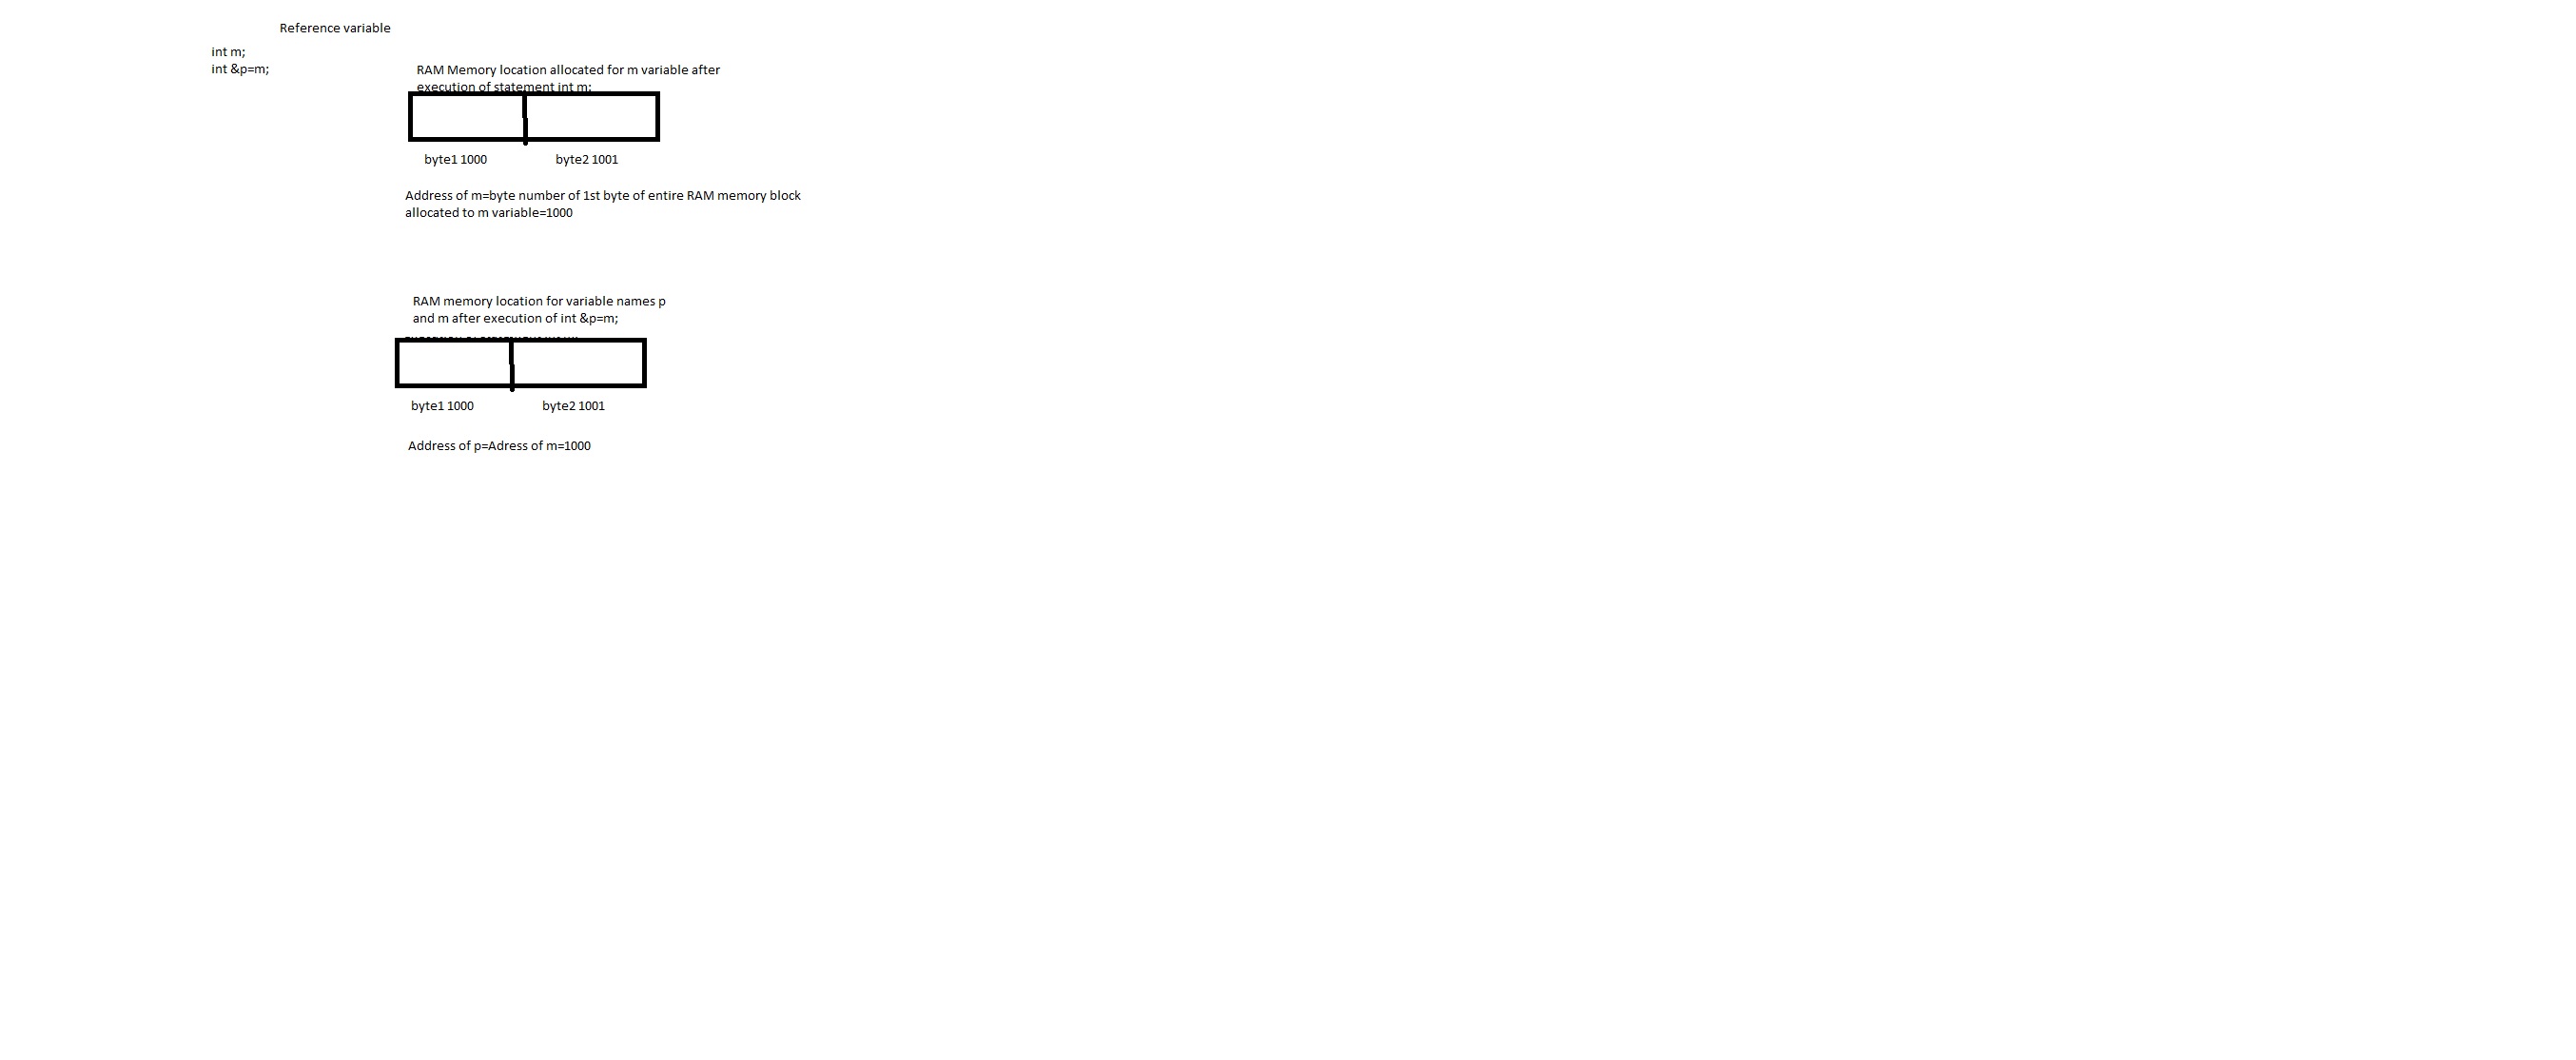 Reference variable
int m;
int &p=m;
RAM Memory location allocated for m variable after
execution of statement int m;
byte1 1000 byte2 1001
Address of m=byte number of 1st byte of entire RAM memory block
allocated to m variable=1000
RAM memory location for variable names p
and m after execution of int &p=m;
byte1 1000 byte2 1001
Address of p=Adress of m=1000